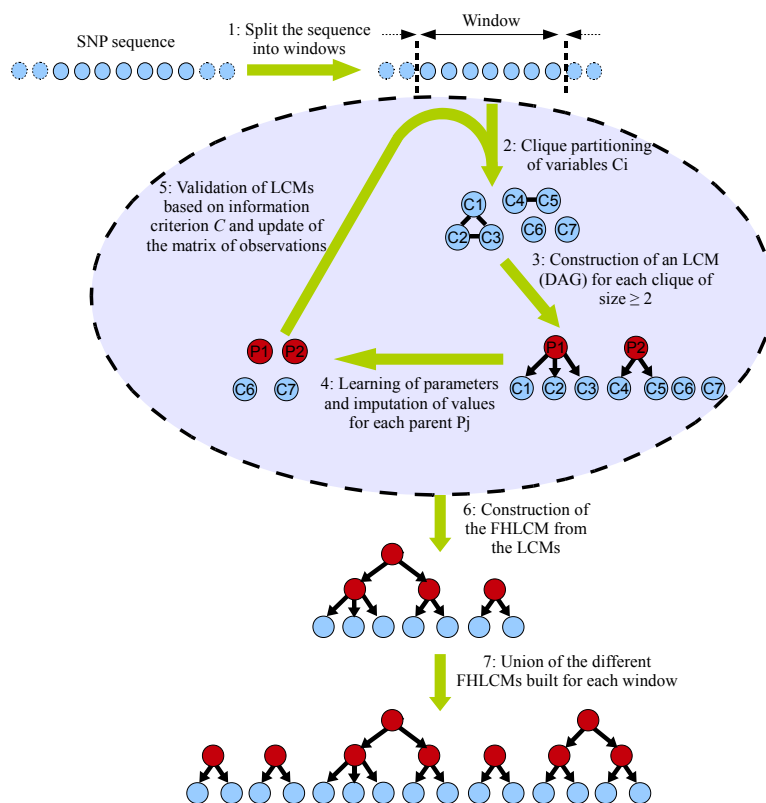 SNP sequence
1: Split the sequence
into windows
Window
2: Clique partitioning
of variables Ci
5: Validation of LCMs
based on information
criterion C and update of
the matrix of observations
C1
C2
C3
C4
C5
C6
C7
3: Construction of an LCM
(DAG) for each clique of
size ≥ 2
P1
P2
C6
C7
4: Learning of parameters
and imputation of values
for each parent Pj
P1
P2
C1
C2
C3
C4
C5
C6
C7
6: Construction of
the FHLCM from
the LCMs
7: Union of the different
FHLCMs built for each window